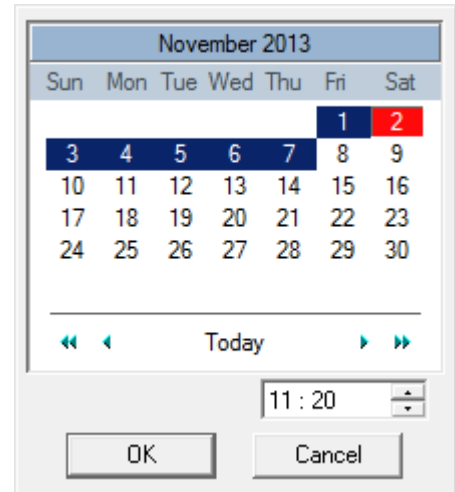 November 2013
Sun Mon Tue Wed Thu Fri Sat
1 2
3 4 5 6 7 8 9
10 11 12 13 14 15 16
17 18 19 20 21 22 23
24 25 26 27 28 29 30
Today
11 : 20
OK Cancel